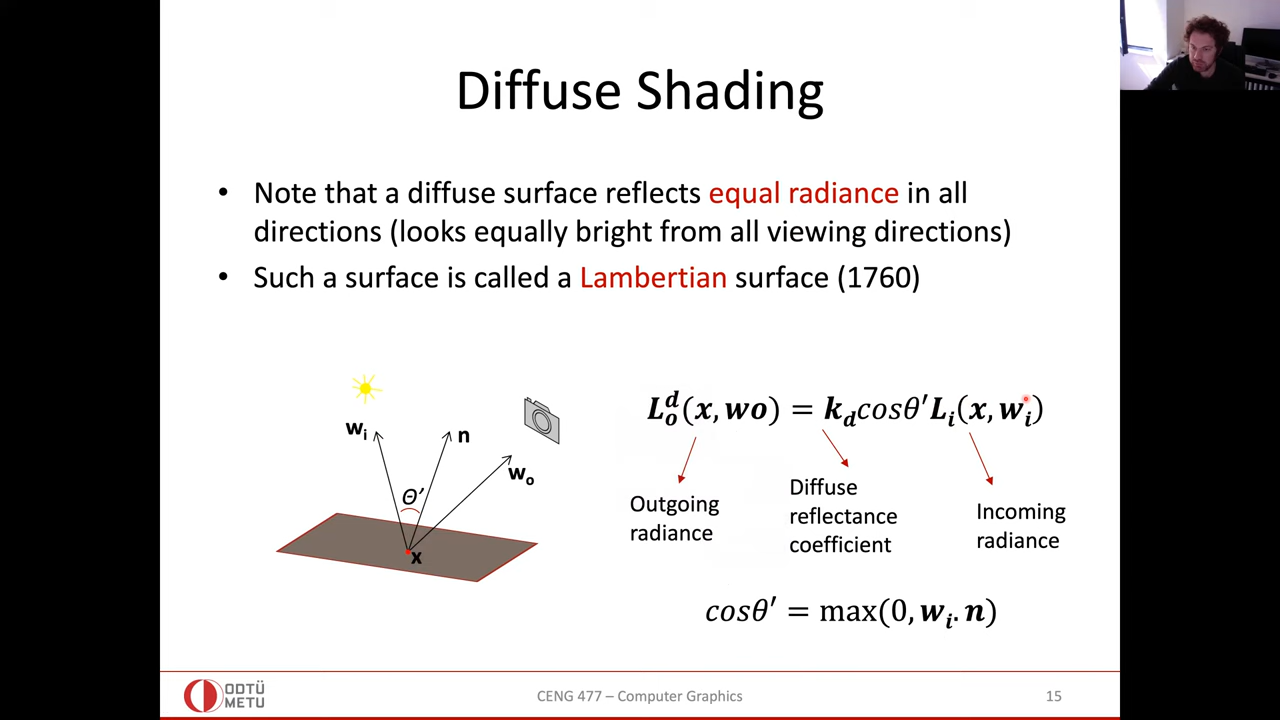 Diffuse Shading
• Note that a diffuse surface reflects equal radiance in all
directions (looks equally bright from all viewing directions)
• Such a surface is called a Lambertian surface (1760)
w_i
n
w_o
Θ′
x
L_o^d(x, wo) = k_d cosθ′ L_i(x, w_i)
Outgoing
radiance
Diffuse
reflectance
coefficient
Incoming
radiance
cosθ′ = max(0, w_i . n)
ODTÜ
METU
CENG 477 – Computer Graphics
15